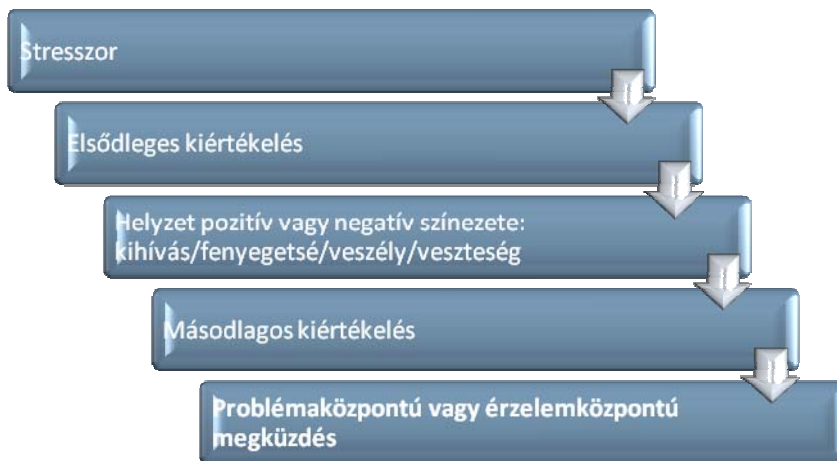 Stresszor
Elsődleges kiértékelés
Helyzet pozitív vagy negatív színezete:
kihívás/fenyegetsé/veszély/veszteség
Másodlagos kiértékelés
Problémaközpontú vagy érzelemközpontú
megküzdés